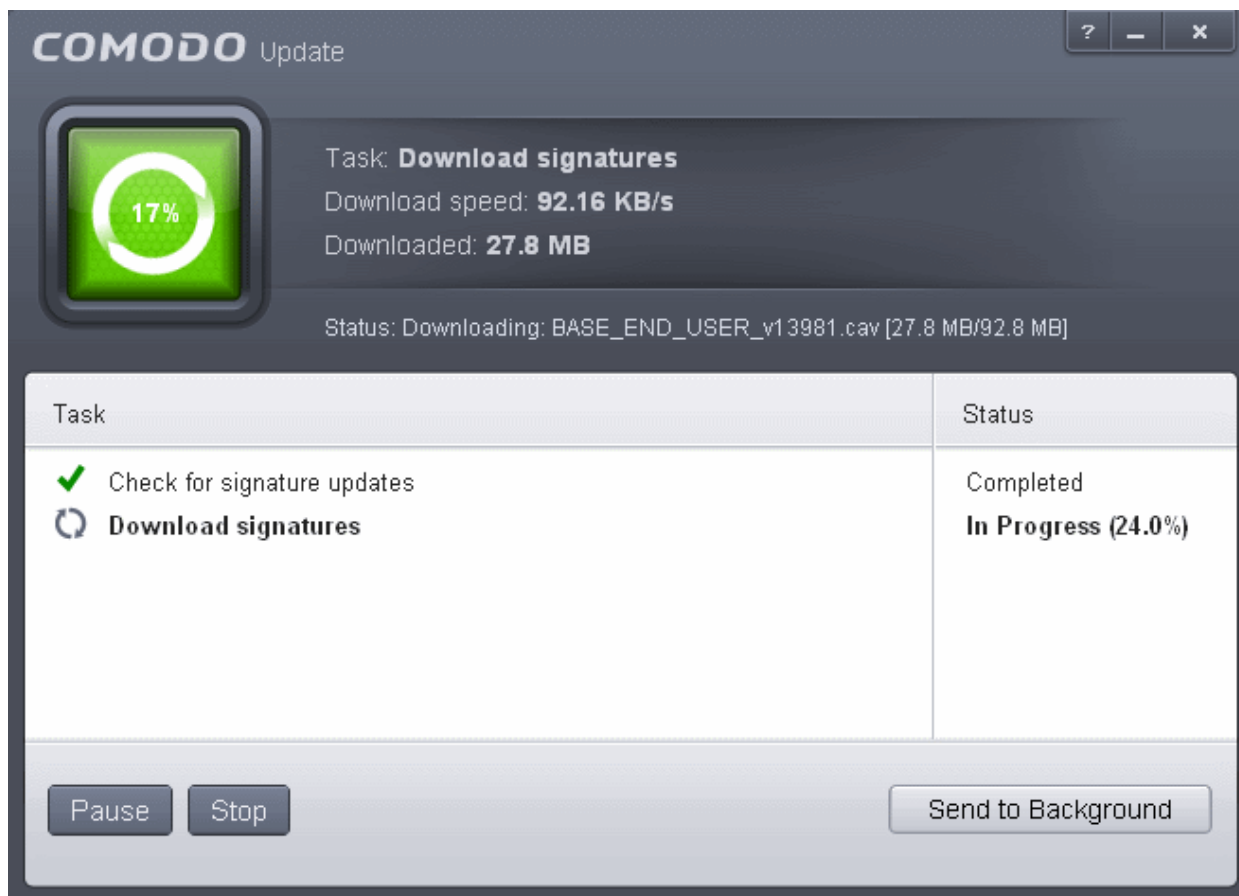 COMODO Update
? – ×
17%
Task: Download signatures
Download speed: 92.16 KB/s
Downloaded: 27.8 MB
Status: Downloading: BASE_END_USER_v13981.cav [27.8 MB/92.8 MB]
Task Status
Check for signature updates Completed
Download signatures In Progress (24.0%)
Pause Stop Send to Background